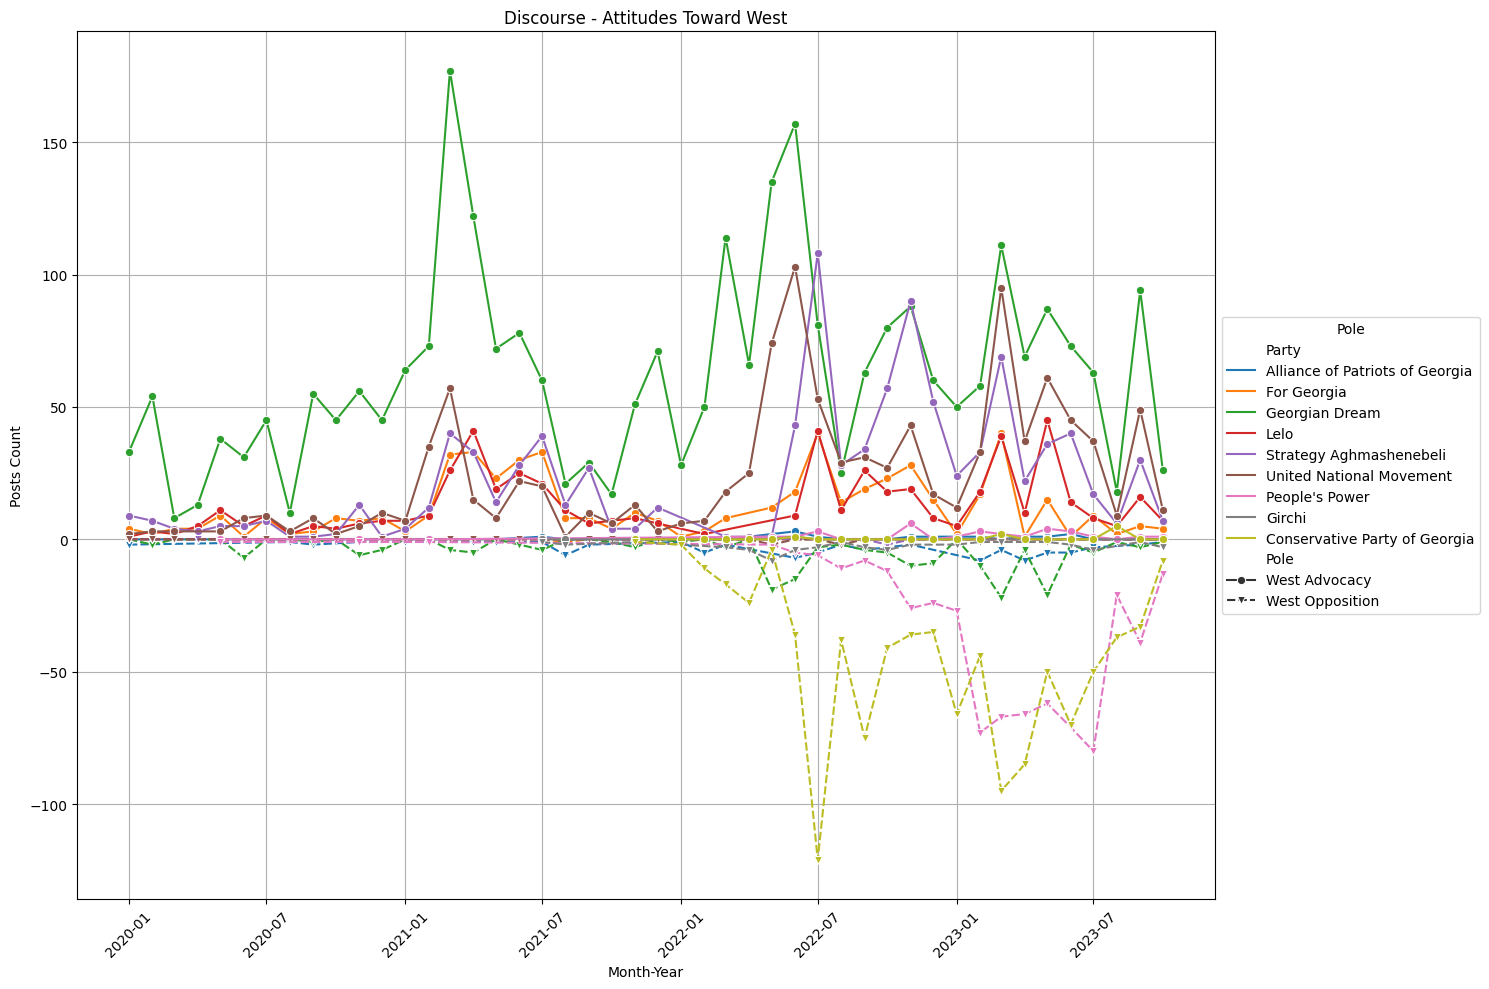 Discourse - Attitudes Toward West
Posts Count
150
100
50
0
−50
−100
2020-01
2020-07
2021-01
2021-07
2022-01
2022-07
2023-01
2023-07
Month-Year
Pole
Party
Alliance of Patriots of Georgia
For Georgia
Georgian Dream
Lelo
Strategy Aghmashenebeli
United National Movement
People's Power
Girchi
Conservative Party of Georgia
Pole
West Advocacy
West Opposition